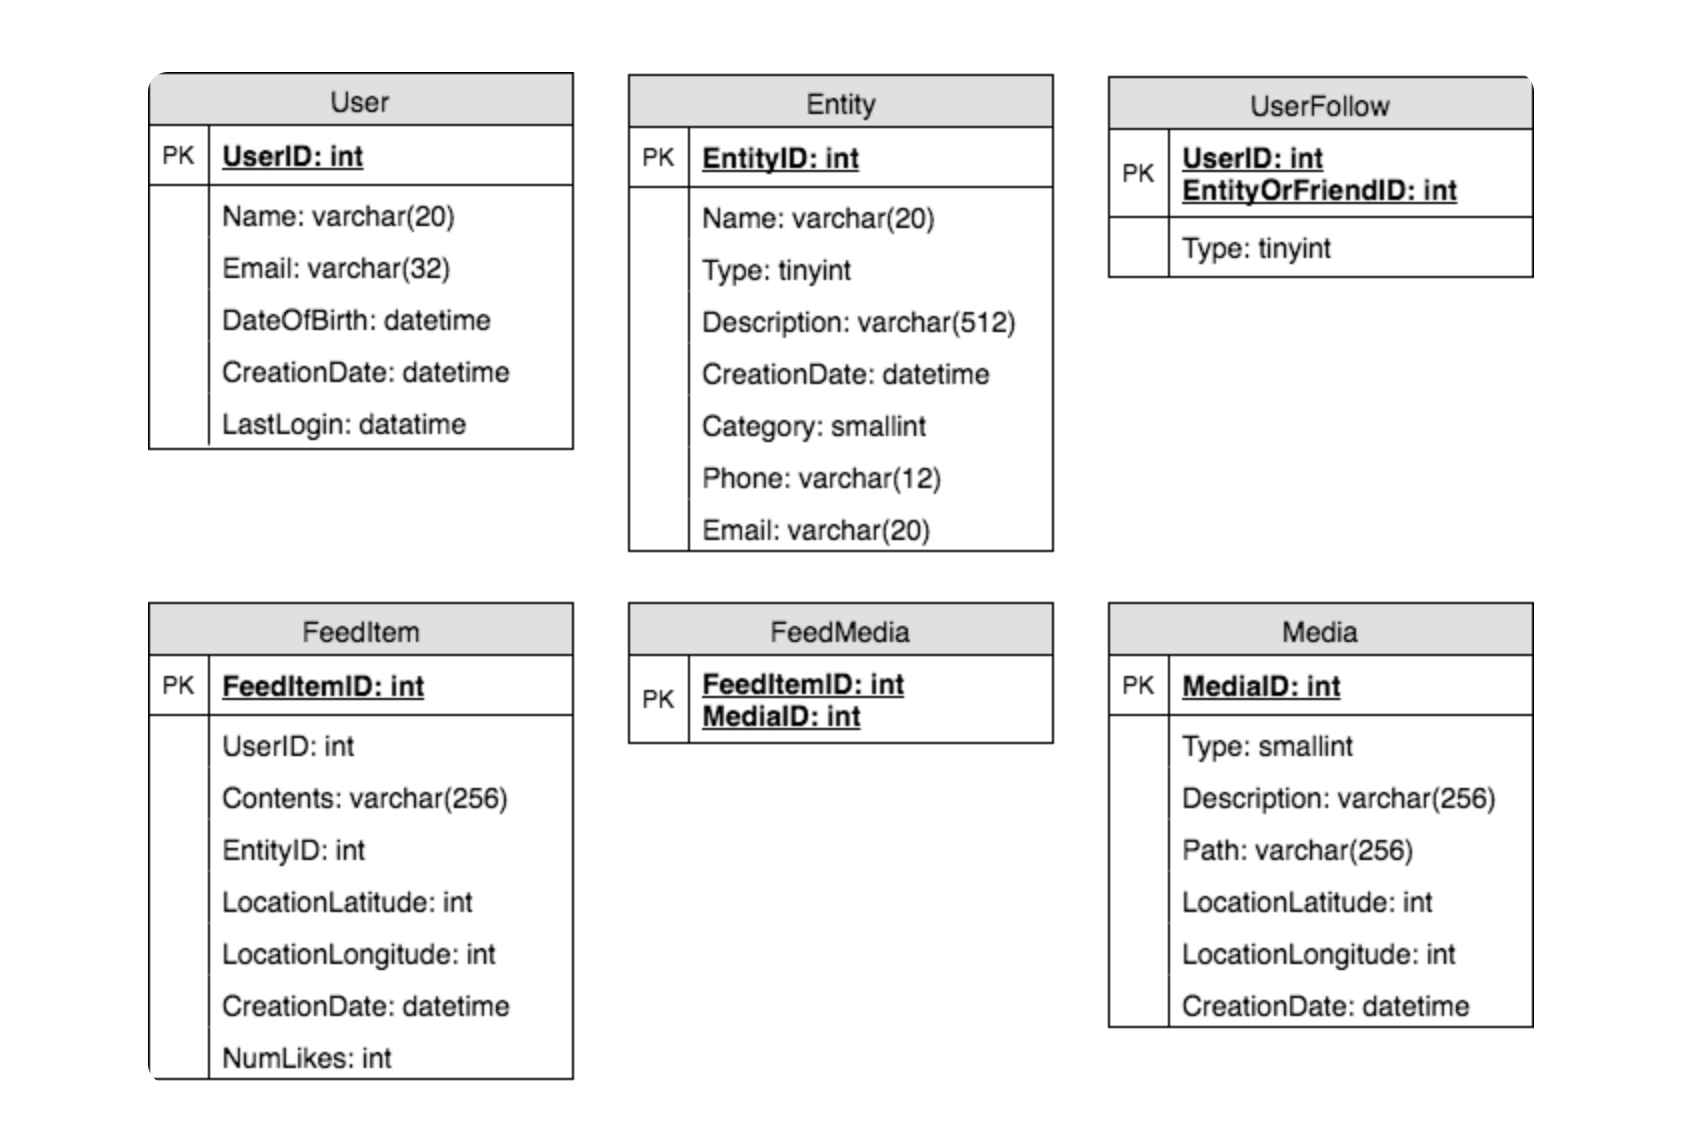 User
PK
UserID: int
Name: varchar(20)
Email: varchar(32)
DateOfBirth: datetime
CreationDate: datetime
LastLogin: datatime
Entity
PK
EntityID: int
Name: varchar(20)
Type: tinyint
Description: varchar(512)
CreationDate: datetime
Category: smallint
Phone: varchar(12)
Email: varchar(20)
UserFollow
PK
UserID: int
EntityOrFriendID: int
Type: tinyint
FeedItem
PK
FeedItemID: int
UserID: int
Contents: varchar(256)
EntityID: int
LocationLatitude: int
LocationLongitude: int
CreationDate: datetime
NumLikes: int
FeedMedia
PK
FeedItemID: int
MediaID: int
Media
PK
MediaID: int
Type: smallint
Description: varchar(256)
Path: varchar(256)
LocationLatitude: int
LocationLongitude: int
CreationDate: datetime